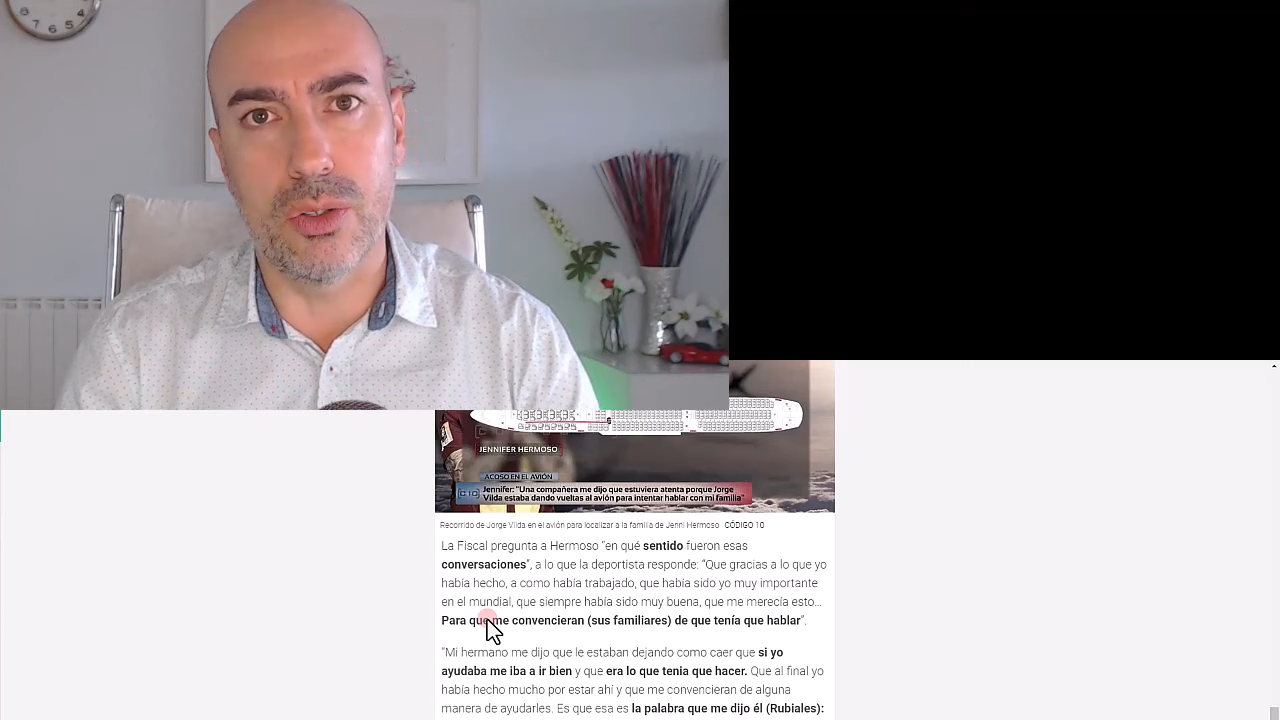 8 7 6 5 4
JENNIFER HERMOSO
ACOSO EN EL AVIÓN
C10
Jennifer: "Una compañera me dijo que estuviera atenta porque Jorge
Vilda estaba dando vueltas al avión para intentar hablar con mi familia"
Recorrido de Jorge Vilda en el avión para localizar a la familia de Jenni Hermoso CÓDIGO 10
La Fiscal pregunta a Hermoso "en qué sentido fueron esas
conversaciones", a lo que la deportista responde: "Que gracias a lo que yo
había hecho, a como había trabajado, que había sido yo muy importante
en el mundial, que siempre había sido muy buena, que me merecía esto...
Para que me convencieran (sus familiares) de que tenía que hablar".
"Mi hermano me dijo que le estaban dejando como caer que si yo
ayudaba me iba a ir bien y que era lo que tenia que hacer. Que al final yo
había hecho mucho por estar ahí y que me convencieran de alguna
manera de ayudarles. Es que esa es la palabra que me dijo él (Rubiales):